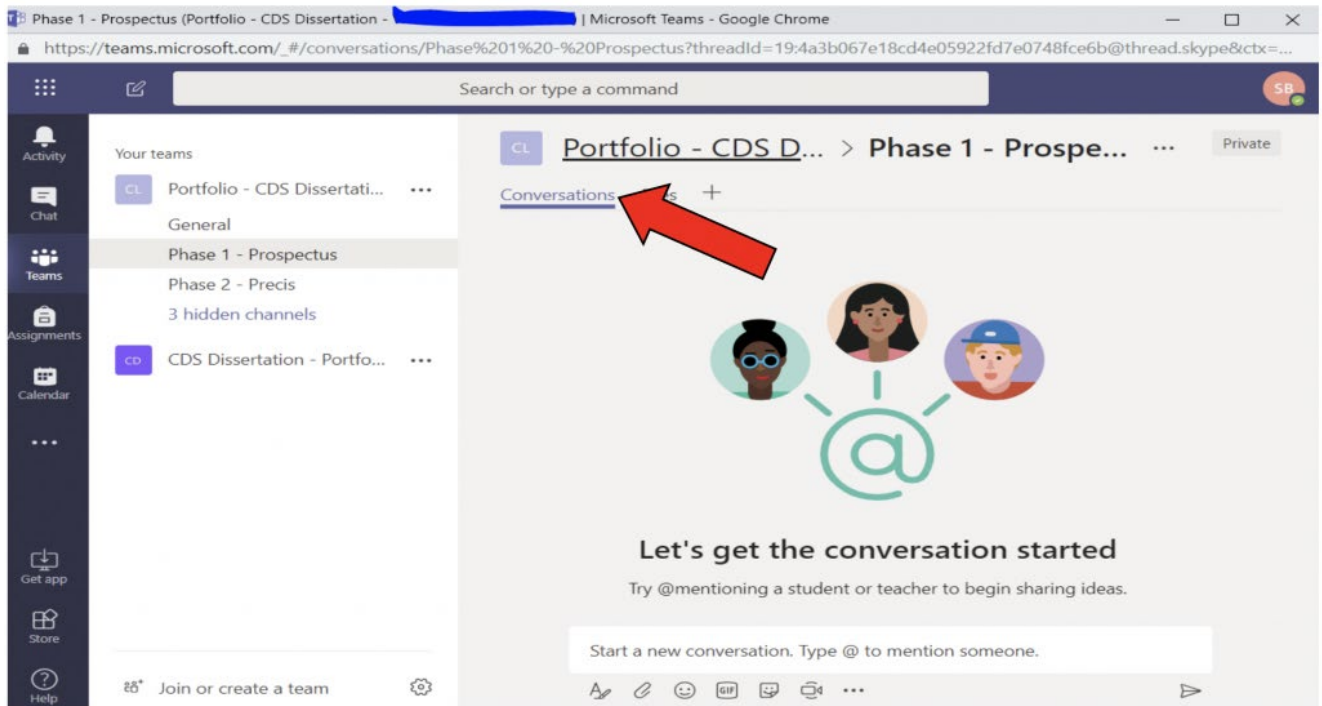 Phase 1 - Prospectus (Portfolio - CDS Dissertation - | Microsoft Teams - Google Chrome
https://teams.microsoft.com/_#/conversations/Phase%201%20-%20Prospectus?threadId=19:4a3b067e18cd4e05922fd7e0748fce6b@thread.skype&ctx=...
Search or type a command
SB
Activity
Chat
Teams
Assignments
Calendar
Get app
Store
Help
Your teams
CL Portfolio - CDS Dissertati... ...
General
Phase 1 - Prospectus
Phase 2 - Precis
3 hidden channels
CD CDS Dissertation - Portfo... ...
Join or create a team
CL Portfolio - CDS D... > Phase 1 - Prospe... ... Private
Conversations +
Let's get the conversation started
Try @mentioning a student or teacher to begin sharing ideas.
Start a new conversation. Type @ to mention someone.
GIF